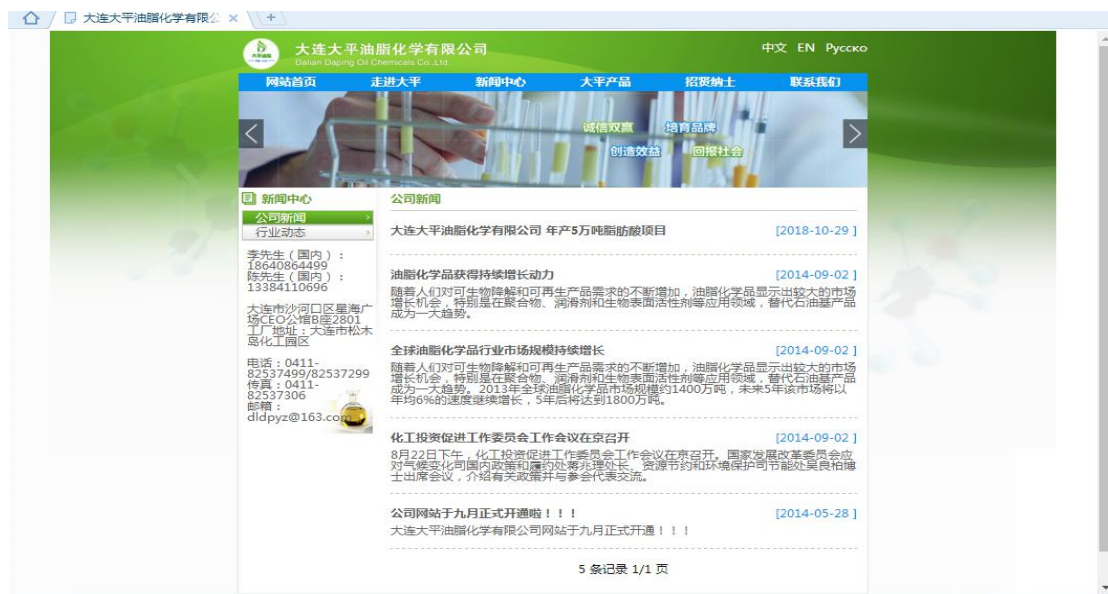 大连大平油脂化学有限公
大连大平油脂化学有限公司
Dalian Daping Oil Chemicals Co.,Ltd.
中文 EN Русско
网站首页 走进大平 新闻中心 大平产品 招贤纳士 联系我们
诚信双赢 培育品牌
创造效益 回报社会
新闻中心
公司新闻
行业动态
李先生(国内):
18640864499
陈先生(国内):
13384110696
大连市沙河口区星海广
场CEO公馆B座2801
工厂地址:大连市松木
岛化工园区
电话:0411-
82537499/82537299
传真:0411-
82537306
邮箱:
dldpyz@163.com
公司新闻
大连大平油脂化学有限公司 年产5万吨脂肪酸项目 [2018-10-29 ]
油脂化学品获得持续增长动力 [2014-09-02 ]
随着人们对可生物降解和可再生产品需求的不断增加,油脂化学品显示出较大的市场
增长机会,特别是在聚合物、润滑剂和生物表面活性剂等应用领域,替代石油基产品
成为一大趋势。
全球油脂化学品行业市场规模持续增长 [2014-09-02 ]
随着人们对可生物降解和可再生产品需求的不断增加,油脂化学品显示出较大的市场
增长机会,特别是在聚合物、润滑剂和生物表面活性剂等应用领域,替代石油基产品
成为一大趋势。2013年全球油脂化学品市场规模约1400万吨,未来5年该市场将以
年均6%的速度继续增长,5年后将达到1800万吨。
化工投资促进工作委员会工作会议在京召开 [2014-09-02 ]
8月22日下午,化工投资促进工作委员会工作会议在京召开。国家发展改革委员会应
对气候变化司国内政策和履约处蒋兆理处长、资源节约和环境保护司节能处吴良柏博
士出席会议,介绍有关政策并与参会代表交流。
公司网站于九月正式开通啦!!! [2014-05-28 ]
大连大平油脂化学有限公司网站于九月正式开通!!!
5 条记录 1/1 页